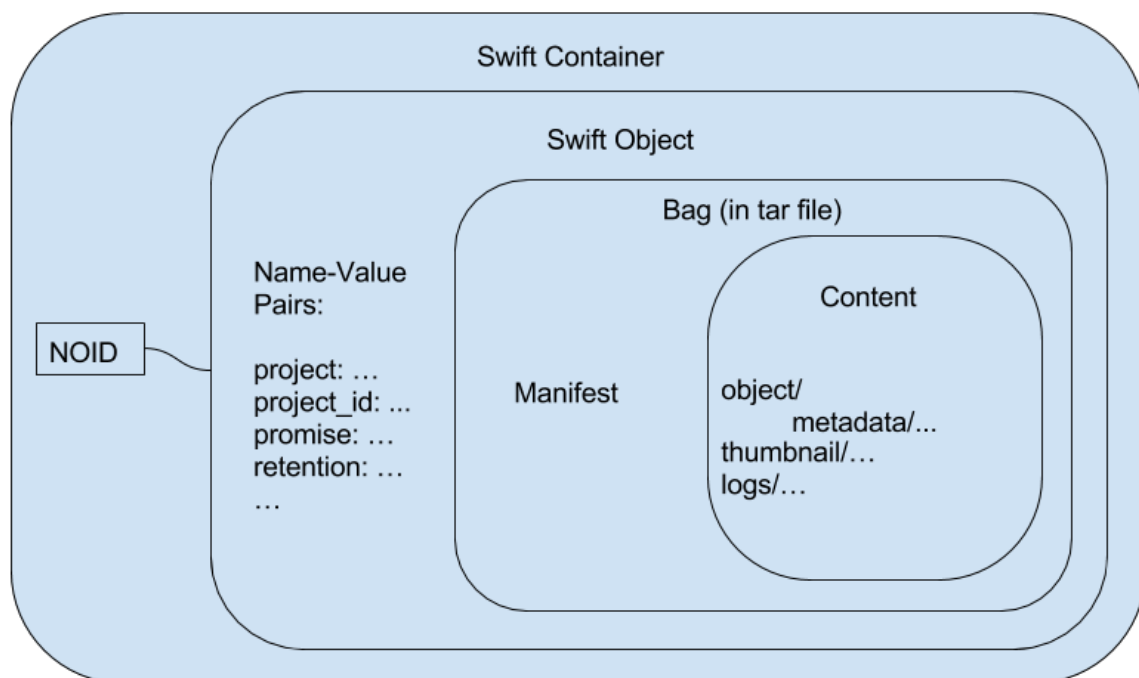 Swift Container
Swift Object
Bag (in tar file)
NOID
Name-Value
Pairs:
project: …
project_id: ...
promise: …
retention: …
…
Manifest
Content
object/
metadata/...
thumbnail/…
logs/…